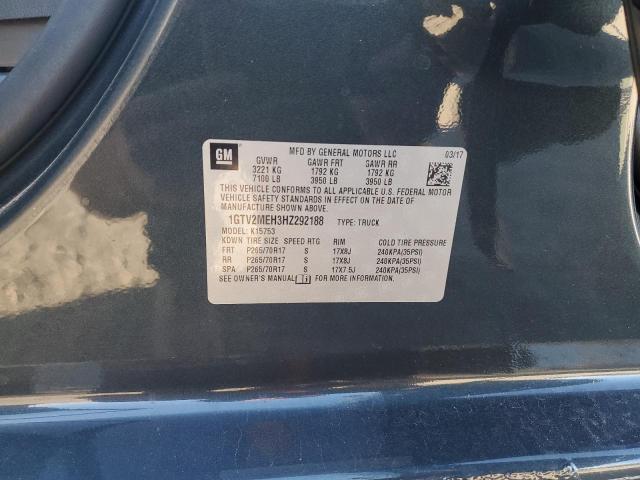 GM
MFD BY GENERAL MOTORS LLC 03/17
GVWR GAWR FRT GAWR RR
3221 KG 1792 KG 1792 KG
7100 LB 3950 LB 3950 LB
THIS VEHICLE CONFORMS TO ALL APPLICABLE U.S. FEDERAL MOTOR
VEHICLE SAFETY STANDARDS IN EFFECT ON THE DATE OF
MANUFACTURE SHOWN ABOVE.
1GTV2MEH3HZ292188 TYPE: TRUCK
MODEL: K15753
KDWN TIRE SIZE SPEED RTG RIM COLD TIRE PRESSURE
FRT P265/70R17 S 17X8J 240KPA(35PSI)
RR P265/70R17 S 17X8J 240KPA(35PSI)
SPA P265/70R17 S 17X7.5J 240KPA(35PSI)
SEE OWNER'S MANUAL FOR MORE INFORMATION.